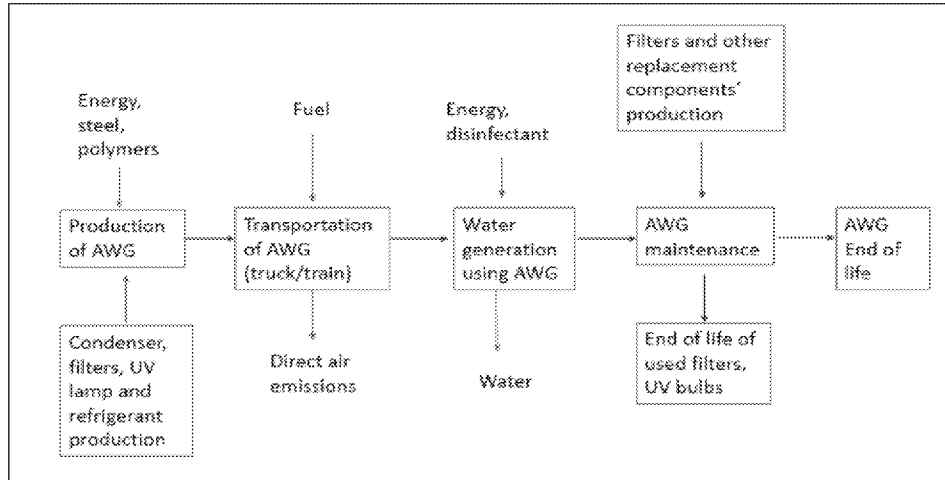 Filters and other
replacement
components'
production
Energy,
steel,
polymers
Fuel
Energy,
disinfectant
Production
of AWG
Transportation
of AWG
(truck/train)
Water
generation
using AWG
AWG
maintenance
AWG
End of
life
Condenser,
filters, UV
lamp and
refrigerant
production
Direct air
emissions
Water
End of life of
used filters,
UV bulbs